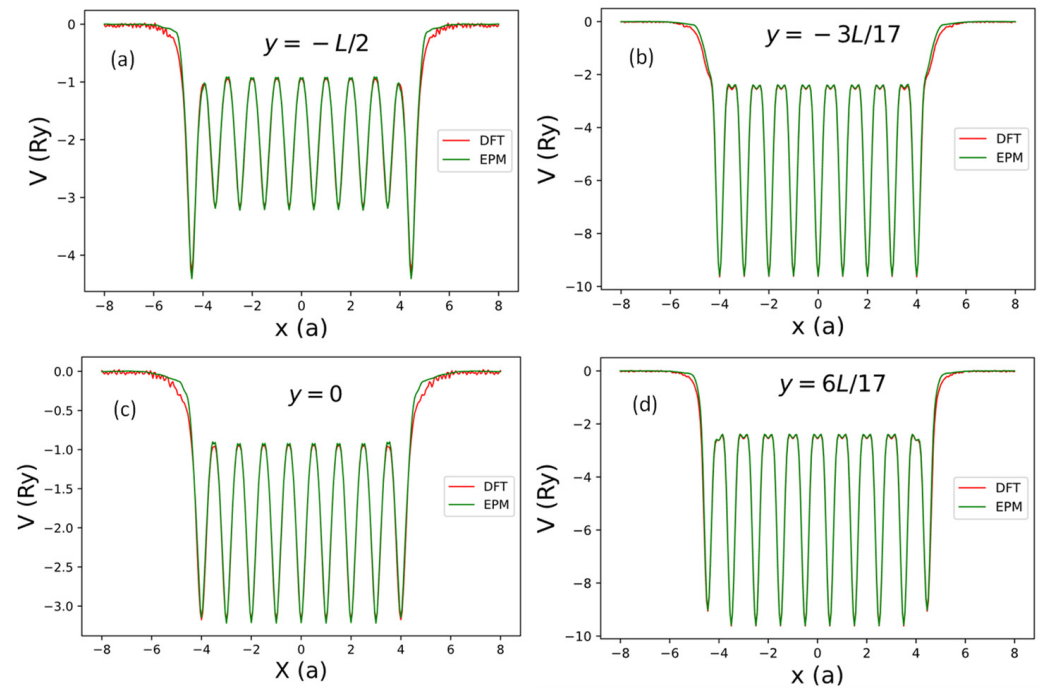 (a)
y = −L/2
V (Ry)
0
−1
−2
−3
−4
DFT
EPM
−8 −6 −4 −2 0 2 4 6 8
x (a)
(b)
y = −3L/17
V (Ry)
0
−2
−4
−6
−8
−10
DFT
EPM
−8 −6 −4 −2 0 2 4 6 8
x (a)
(c)
y = 0
V (Ry)
0.0
−0.5
−1.0
−1.5
−2.0
−2.5
−3.0
DFT
EPM
−8 −6 −4 −2 0 2 4 6 8
X (a)
(d)
y = 6L/17
V (Ry)
0
−2
−4
−6
−8
−10
DFT
EPM
−8 −6 −4 −2 0 2 4 6 8
x (a)